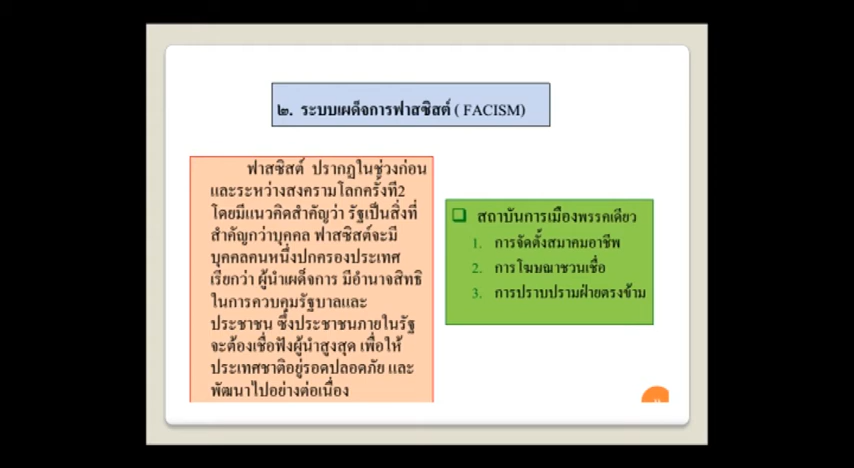 ๒. ระบบเผด็จการฟาสซิสต์ ( FACISM)
ฟาสซิสต์ ปรากฏในช่วงก่อน
และระหว่างสงครามโลกครั้งที่2
โดยมีแนวคิดสำคัญว่า รัฐเป็นสิ่งที่
สำคัญกว่าบุคคล ฟาสซิสต์จะมี
บุคคลคนหนึ่งปกครองประเทศ
เรียกว่า ผู้นำเผด็จการ มีอำนาจสิทธิ
ในการควบคุมรัฐบาลและ
ประชาชน ซึ่งประชาชนภายในรัฐ
จะต้องเชื่อฟังผู้นำสูงสุด เพื่อให้
ประเทศชาติอยู่รอดปลอดภัย และ
พัฒนาไปอย่างต่อเนื่อง
สถาบันการเมืองพรรคเดียว
1. การจัดตั้งสมาคมอาชีพ
2. การโฆษณาชวนเชื่อ
3. การปราบปรามฝ่ายตรงข้าม